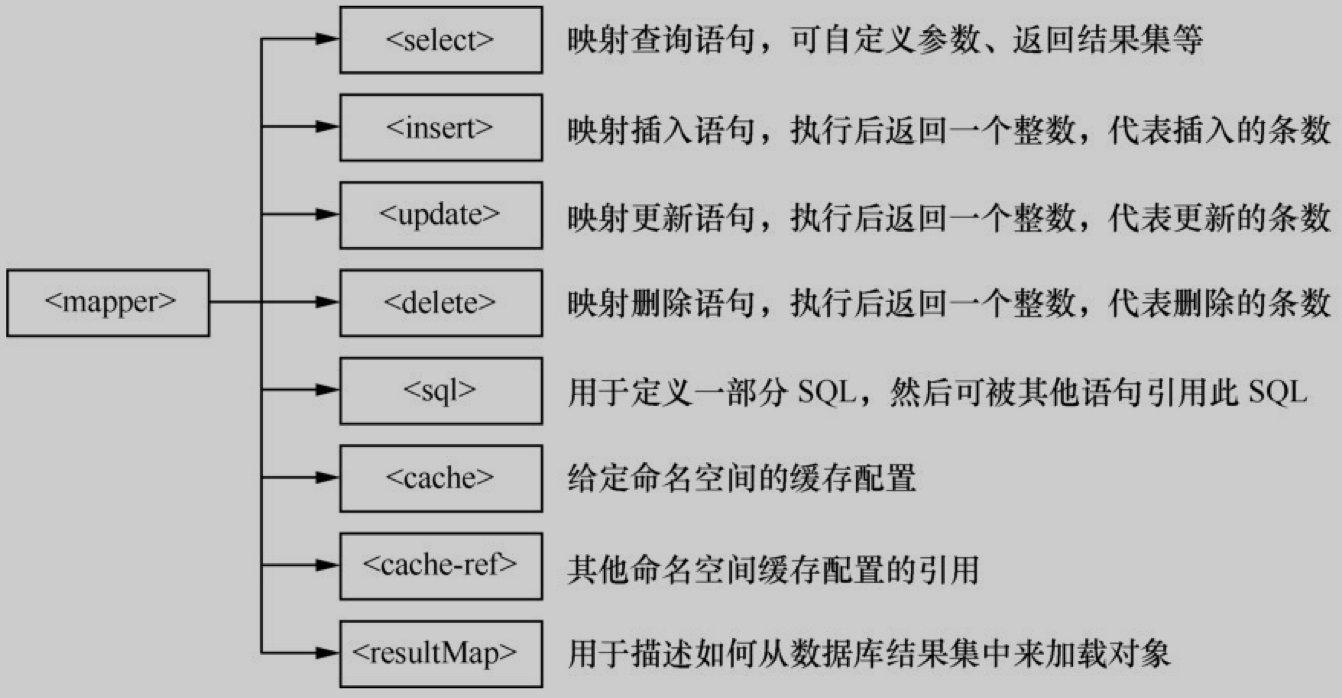 <select> 映射查询语句，可自定义参数、返回结果集等
<insert> 映射插入语句，执行后返回一个整数，代表插入的条数
<update> 映射更新语句，执行后返回一个整数，代表更新的条数
<mapper>
<delete> 映射删除语句，执行后返回一个整数，代表删除的条数
<sql> 用于定义一部分 SQL，然后可被其他语句引用此 SQL
<cache> 给定命名空间的缓存配置
<cache-ref> 其他命名空间缓存配置的引用
<resultMap> 用于描述如何从数据库结果集中来加载对象